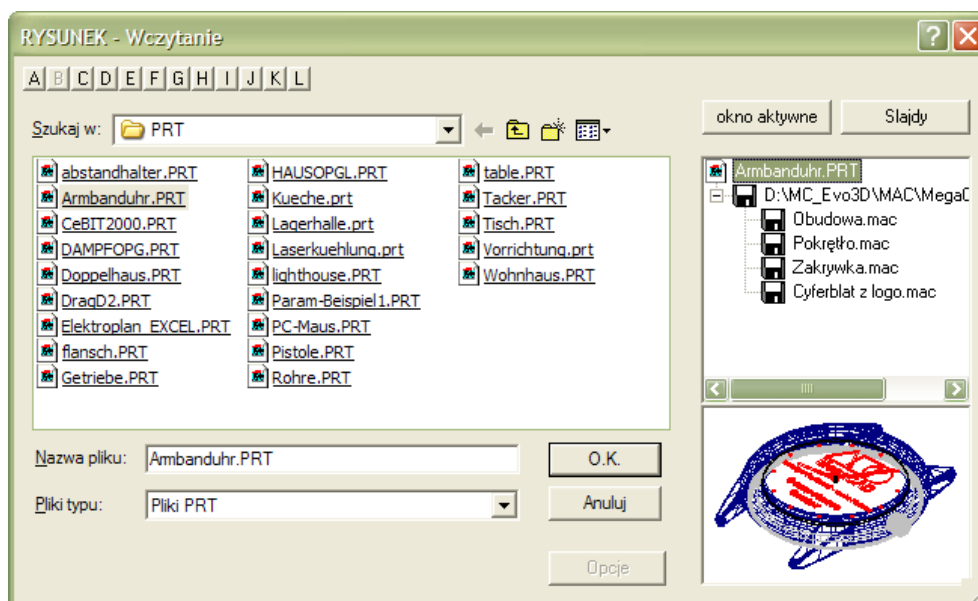 RYSUNEK - Wczytanie
A B C D E F G H I J K L
Szukaj w: PRT
okno aktywne Slajdy
abstandhalter.PRT HAUSOPGL.PRT table.PRT
Armbanduhr.PRT Kueche.prt Tacker.PRT
CeBIT2000.PRT Lagerhalle.prt Tisch.PRT
DAMPFOPG.PRT Laserkuehlung.prt Vorrichtung.prt
Doppelhaus.PRT lighthouse.PRT Wohnhaus.PRT
DragD2.PRT Param-Beispiel1.PRT
Elektroplan_EXCEL.PRT PC-Maus.PRT
flansch.PRT Pistole.PRT
Getriebe.PRT Rohre.PRT
Armbanduhr.PRT
D:\MC_Evo3D\MAC\MegaC
Obudowa.mac
Pokrętło.mac
Zakrywka.mac
Cyferblat z logo.mac
Nazwa pliku: Armbanduhr.PRT O.K.
Pliki typu: Pliki PRT Anuluj
Opcje